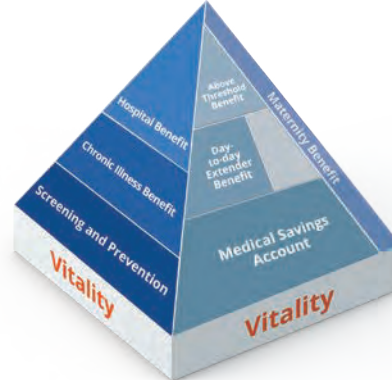 Hospital Benefit
Chronic Illness Benefit
Screening and Prevention
Vitality
Above
Threshold
Benefit
Day-
to-day
Extender
Benefit
Medical Savings
Account
Maternity Benefit
Vitality